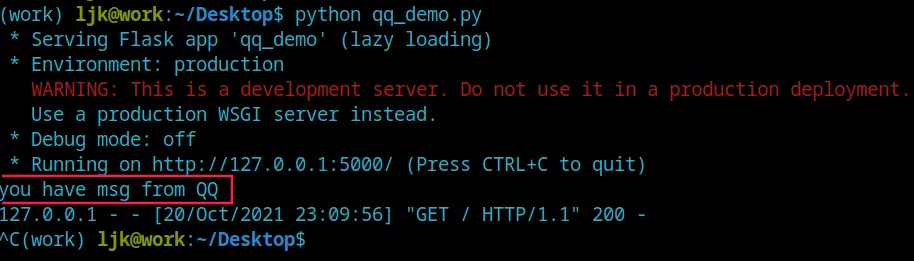 (work) ljk@work:~/Desktop$ python qq_demo.py
* Serving Flask app 'qq_demo' (lazy loading)
* Environment: production
WARNING: This is a development server. Do not use it in a production deployment.
Use a production WSGI server instead.
* Debug mode: off
* Running on http://127.0.0.1:5000/ (Press CTRL+C to quit)
you have msg from QQ
127.0.0.1 - - [20/Oct/2021 23:09:56] "GET / HTTP/1.1" 200 -
^C(work) ljk@work:~/Desktop$